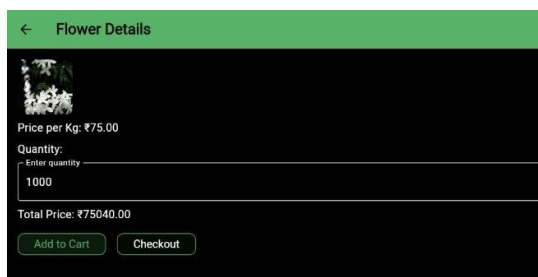 ← Flower Details
Price per Kg: ₹75.00
Quantity:
Enter quantity
1000
Total Price: ₹75040.00
Add to Cart Checkout